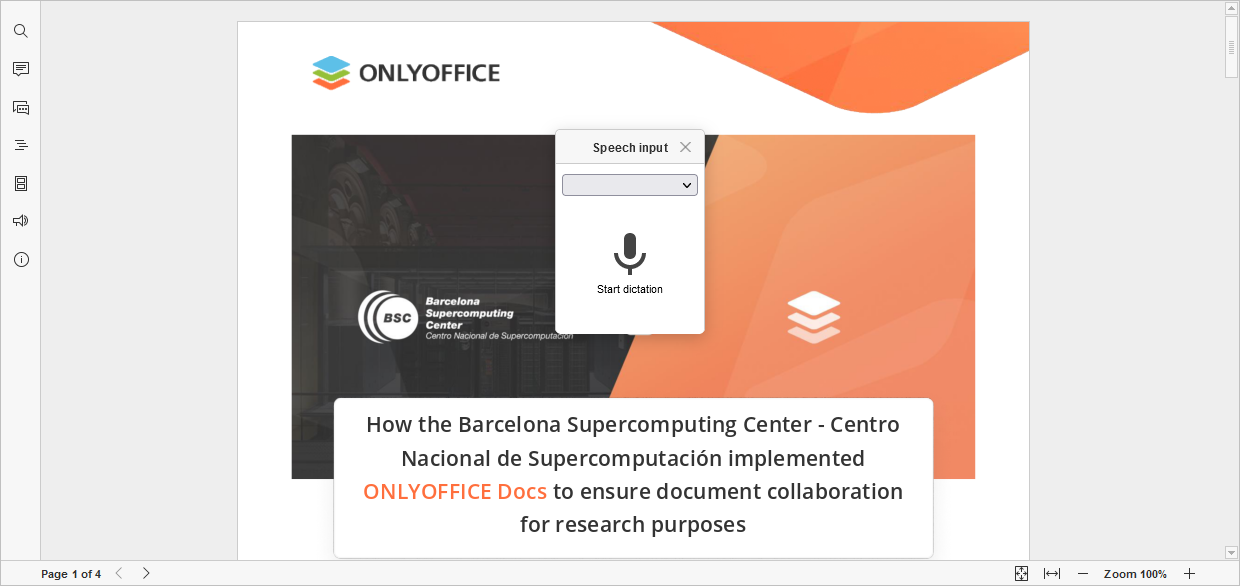 ONLYOFFICE
Speech input
Start dictation
BSC
Barcelona
Supercomputing
Center
Centro Nacional de Supercomputación
How the Barcelona Supercomputing Center - Centro
Nacional de Supercomputación implemented
ONLYOFFICE Docs to ensure document collaboration
for research purposes
Page 1 of 4
Zoom 100%